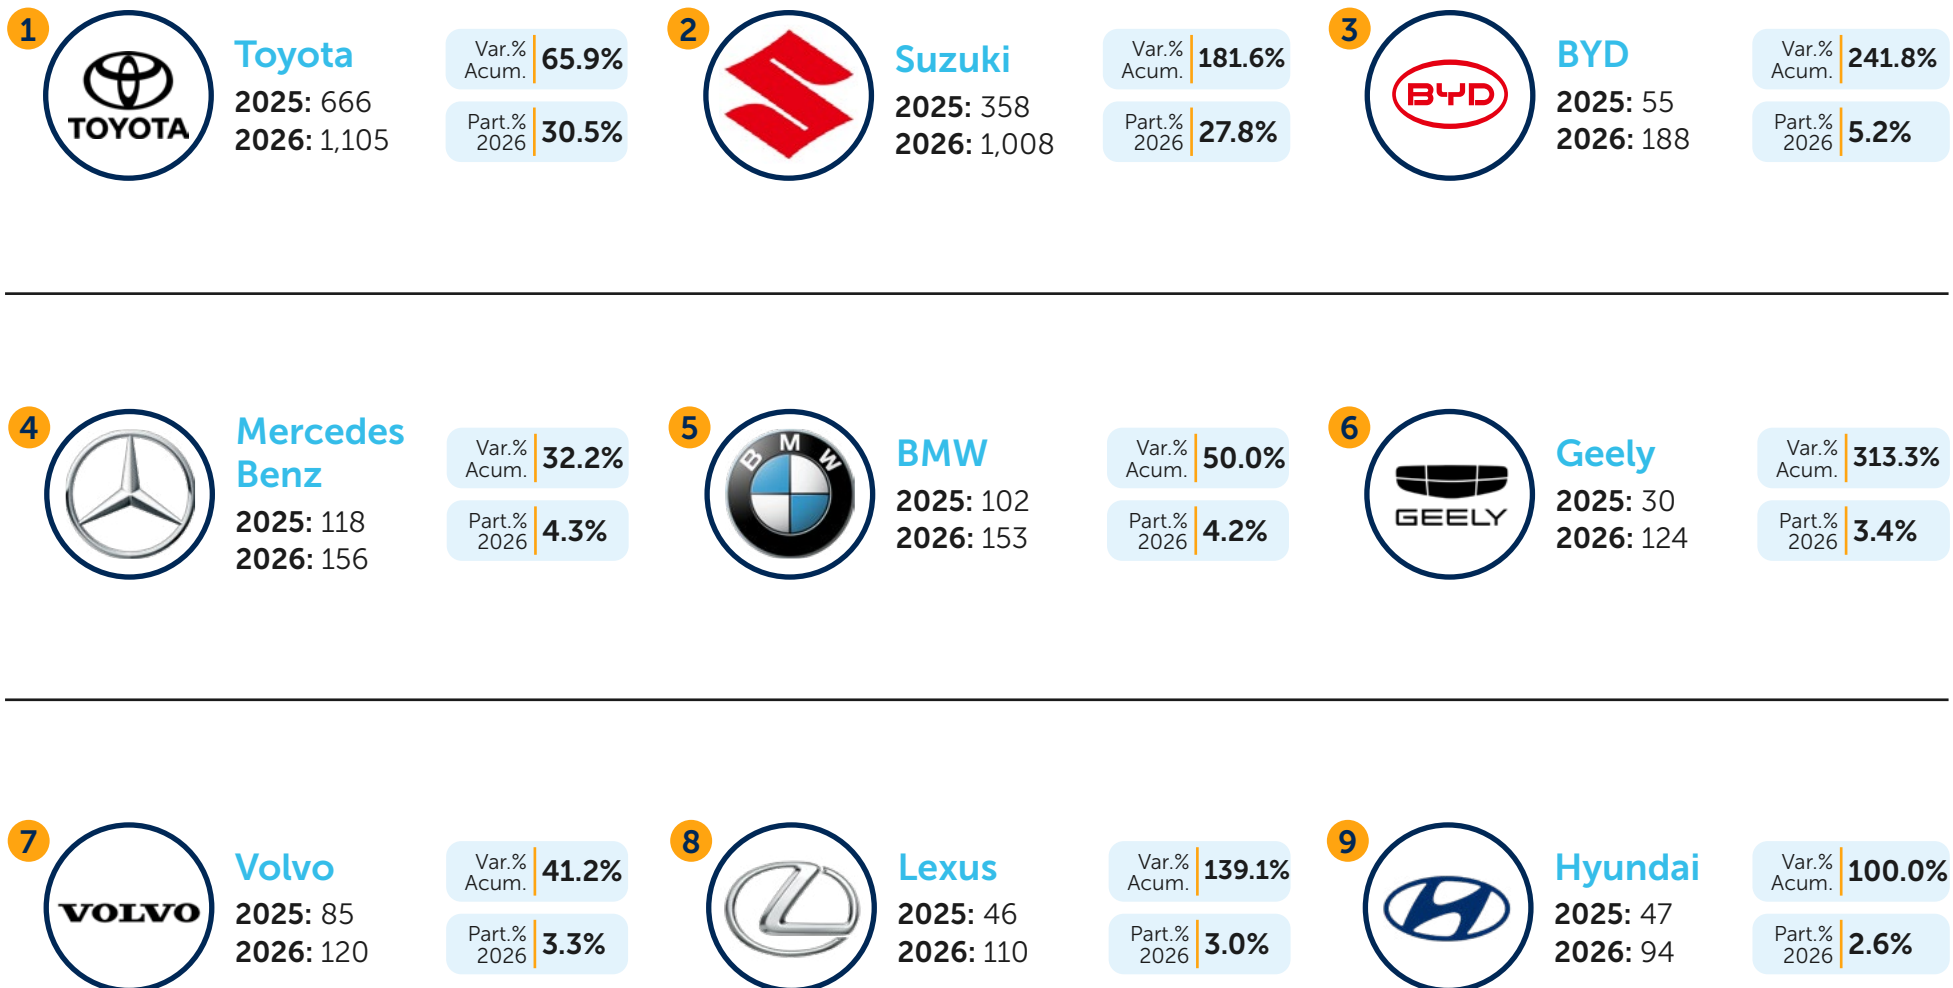 1
TOYOTA
Toyota
2025: 666
2026: 1,105
Var.%
Acum.
65.9%
Part.%
2026
30.5%
2
Suzuki
2025: 358
2026: 1,008
Var.%
Acum.
181.6%
Part.%
2026
27.8%
3
BYD
BYD
2025: 55
2026: 188
Var.%
Acum.
241.8%
Part.%
2026
5.2%
4
Mercedes
Benz
2025: 118
2026: 156
Var.%
Acum.
32.2%
Part.%
2026
4.3%
5
BMW
BMW
2025: 102
2026: 153
Var.%
Acum.
50.0%
Part.%
2026
4.2%
6
GEELY
Geely
2025: 30
2026: 124
Var.%
Acum.
313.3%
Part.%
2026
3.4%
7
VOLVO
Volvo
2025: 85
2026: 120
Var.%
Acum.
41.2%
Part.%
2026
3.3%
8
Lexus
2025: 46
2026: 110
Var.%
Acum.
139.1%
Part.%
2026
3.0%
9
Hyundai
2025: 47
2026: 94
Var.%
Acum.
100.0%
Part.%
2026
2.6%